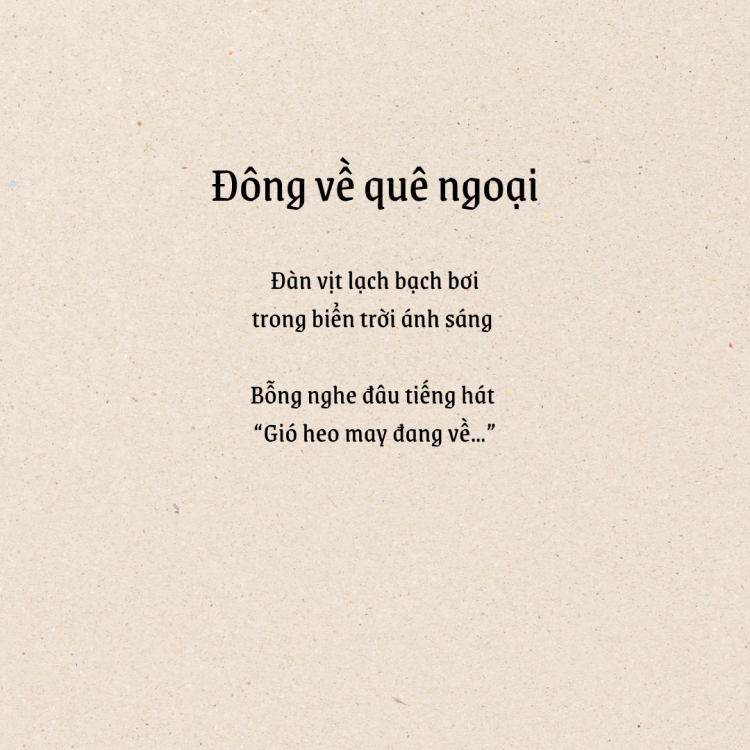 Đông về quê ngoại
Đàn vịt lạch bạch bơi
trong biển trời ánh sáng
Bỗng nghe đâu tiếng hát
“Gió heo may đang về...”